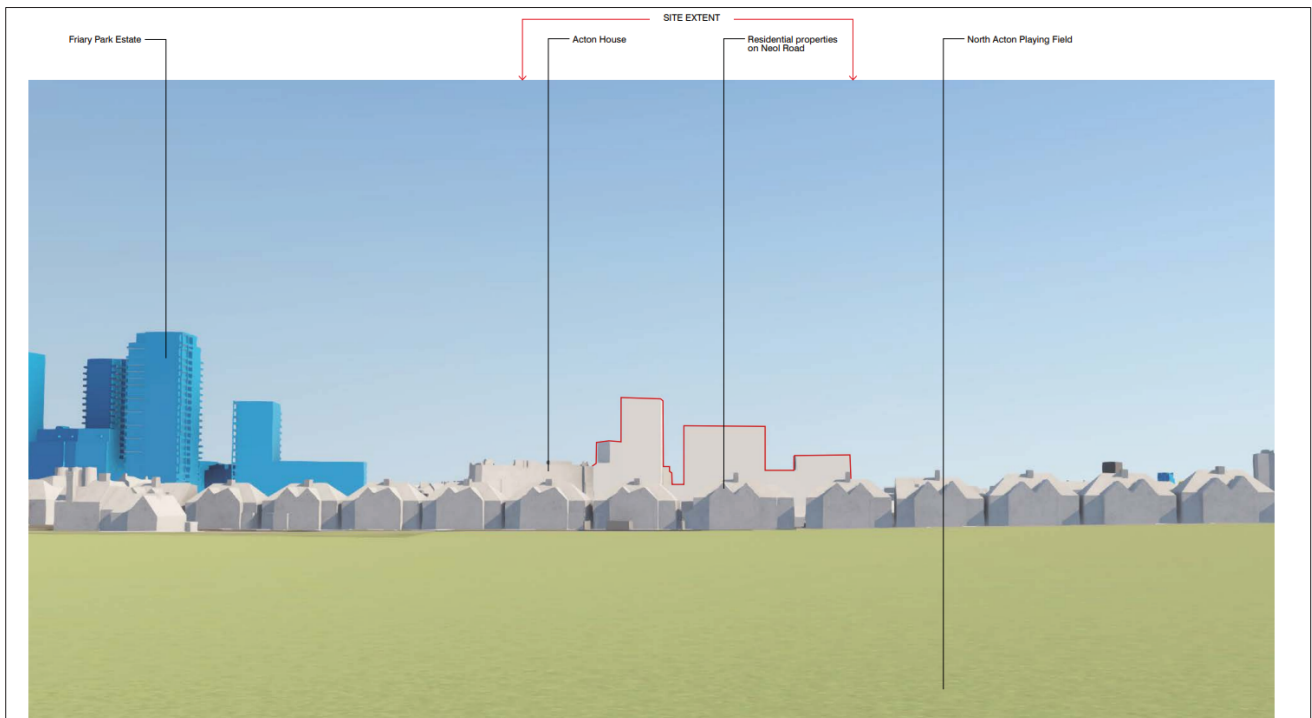 SITE EXTENT
Friary Park Estate
Acton House
Residential properties
on Neol Road
North Acton Playing Field